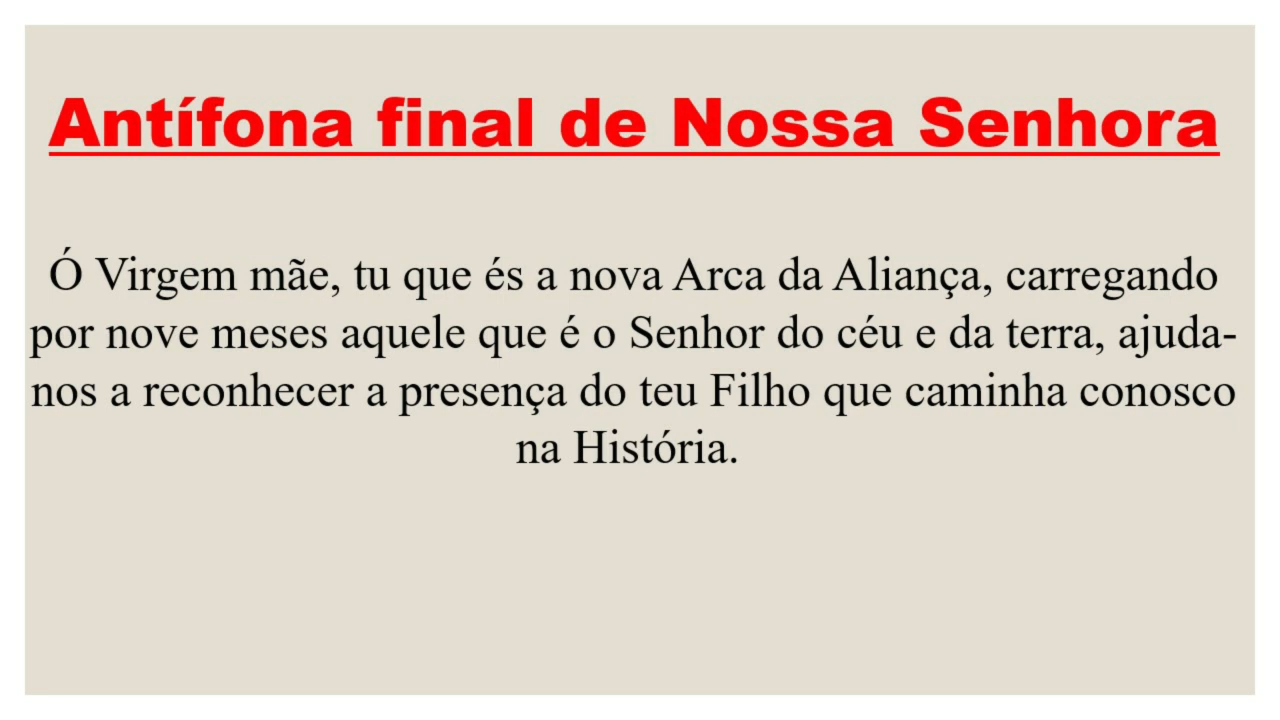 Antífona final de Nossa Senhora
Ó Virgem mãe, tu que és a nova Arca da Aliança, carregando
por nove meses aquele que é o Senhor do céu e da terra, ajuda-
nos a reconhecer a presença do teu Filho que caminha conosco
na História.